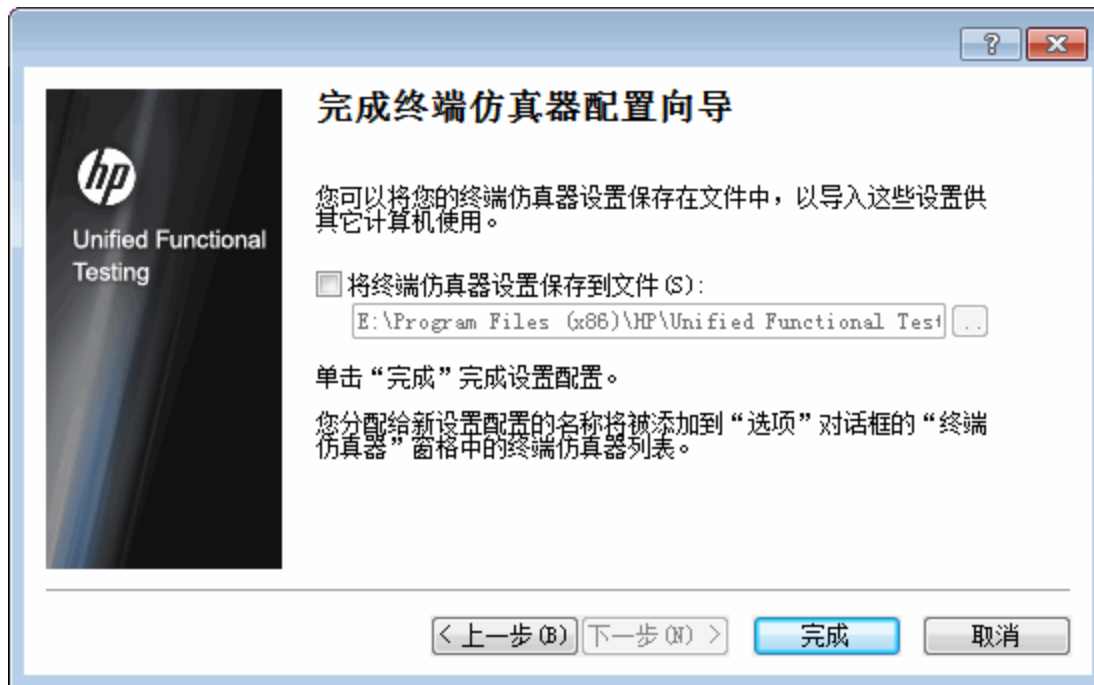 ?
完成终端仿真器配置向导
hp
Unified Functional
Testing
您可以将您的终端仿真器设置保存在文件中，以导入这些设置供
其它计算机使用。
将终端仿真器设置保存到文件(S):
E:\Program Files (x86)\HP\Unified Functional Test
..
单击“完成”完成设置配置。
您分配给新设置配置的名称将被添加到“选项”对话框的“终端
仿真器”窗格中的终端仿真器列表。
< 上一步(B) 下一步(N) > 完成 取消